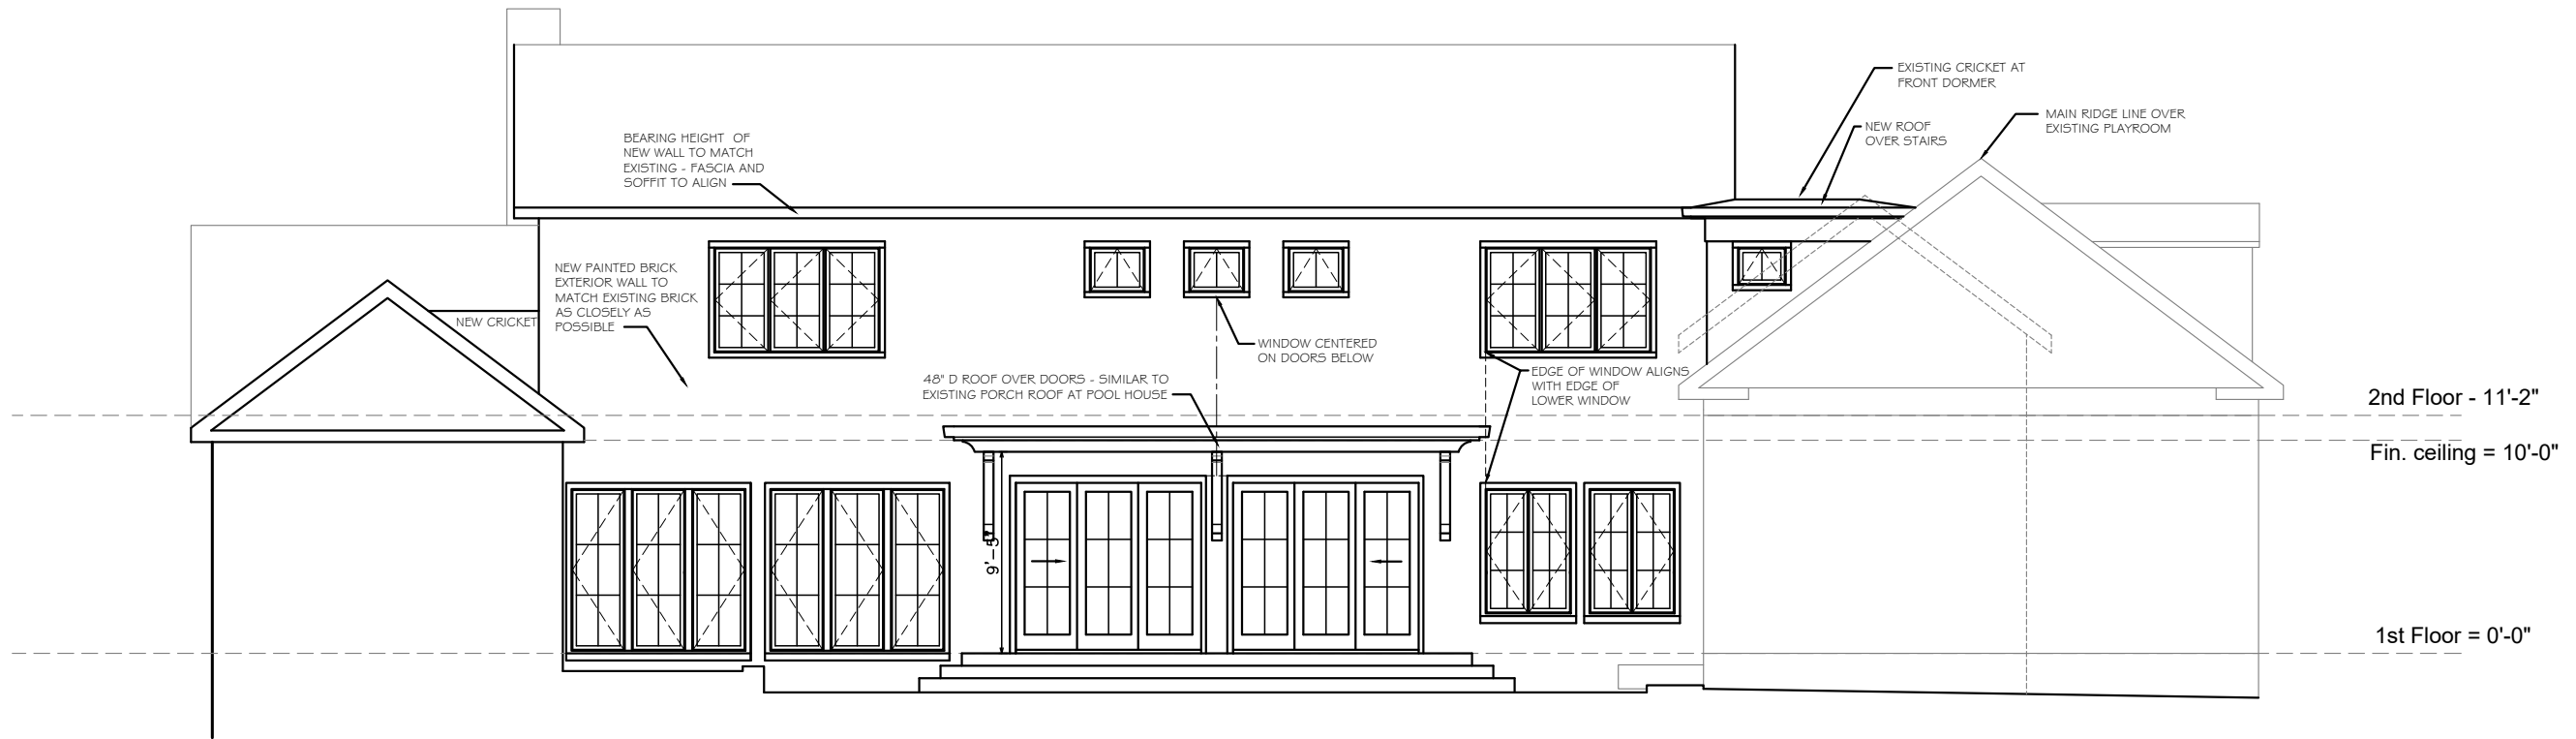 EXISTING CRICKET AT
FRONT DORMER
MAIN RIDGE LINE OVER
EXISTING PLAYROOM
NEW ROOF
OVER STAIRS
BEARING HEIGHT OF
NEW WALL TO MATCH
EXISTING - FASCIA AND
SOFFIT TO ALIGN
NEW PAINTED BRICK
EXTERIOR WALL TO
MATCH EXISTING BRICK
AS CLOSELY AS
POSSIBLE
NEW CRICKET
WINDOW CENTERED
ON DOORS BELOW
48" D ROOF OVER DOORS - SIMILAR TO
EXISTING PORCH ROOF AT POOL HOUSE
EDGE OF WINDOW ALIGNS
WITH EDGE OF
LOWER WINDOW
2nd Floor - 11'-2"
Fin. ceiling = 10'-0"
1st Floor = 0'-0"